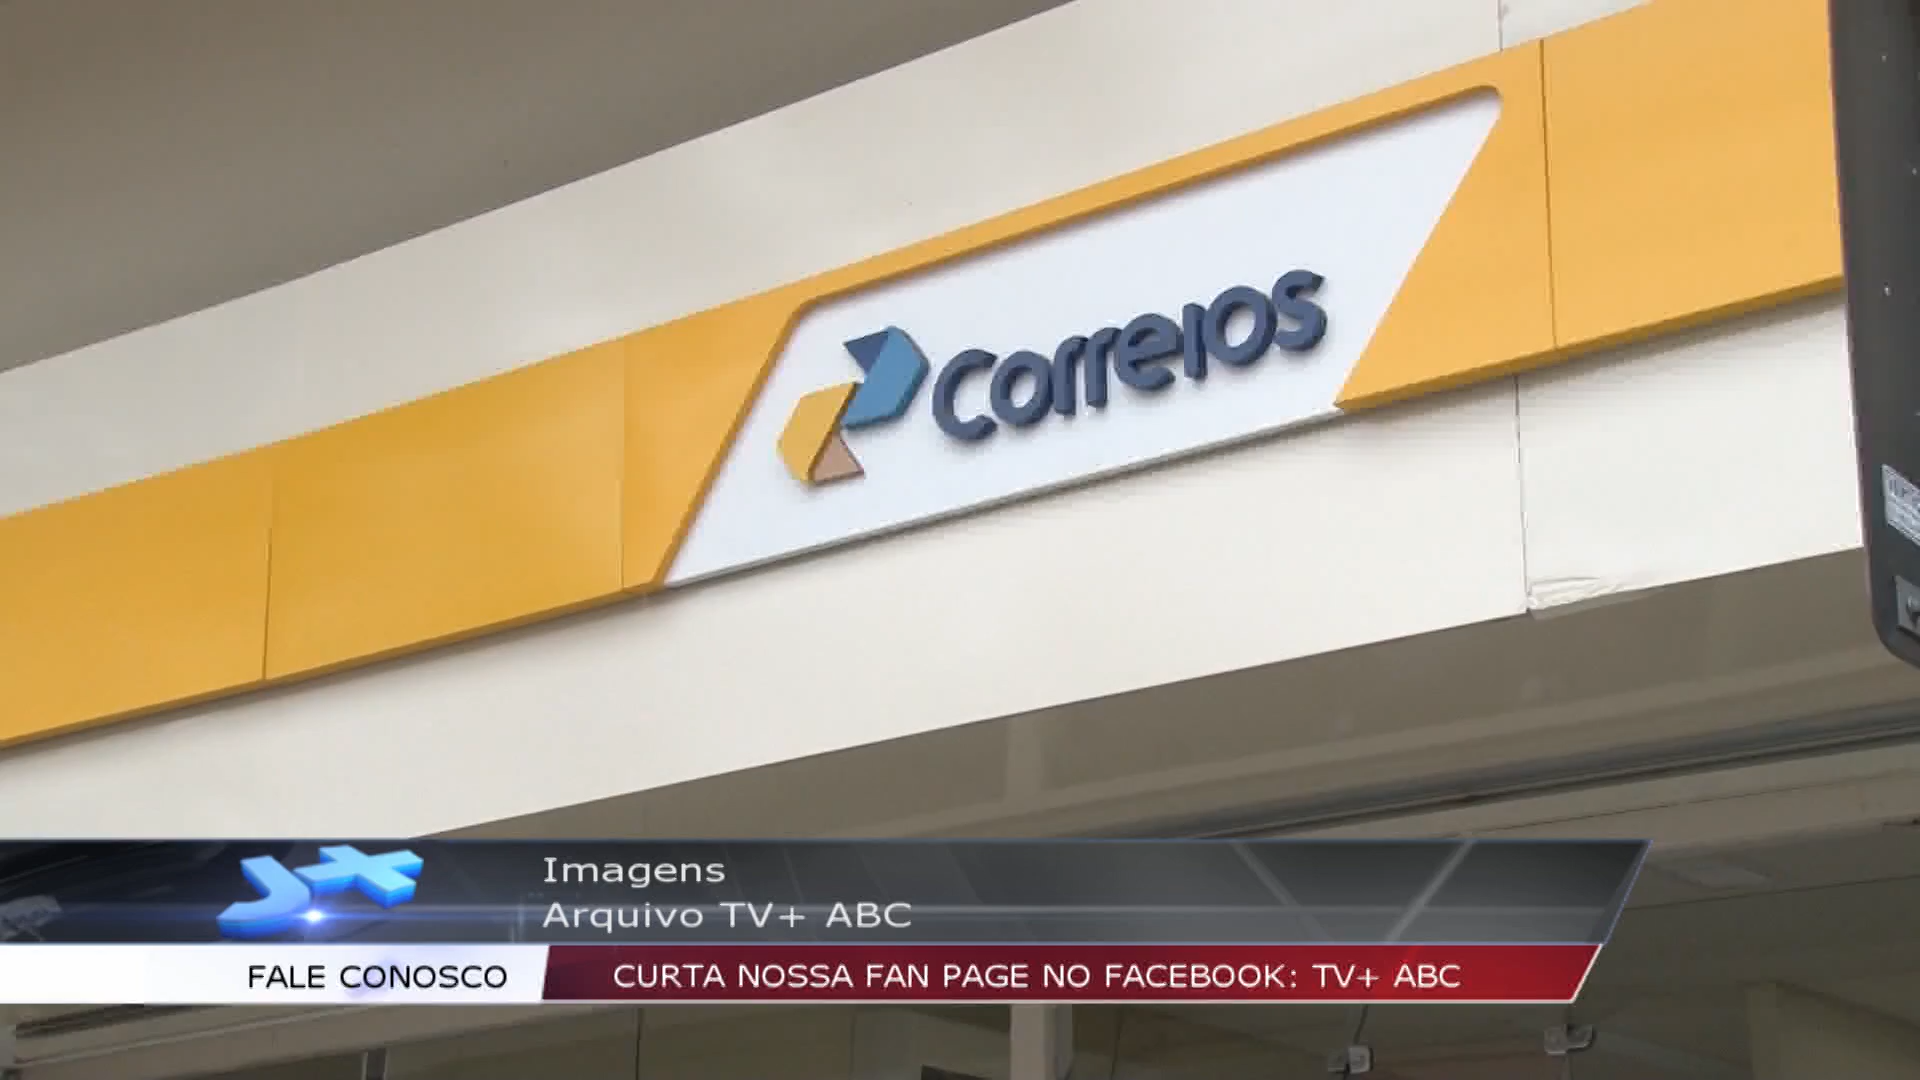 Correios
Imagens
Arquivo TV+ ABC
FALE CONOSCO
CURTA NOSSA FAN PAGE NO FACEBOOK: TV+ ABC